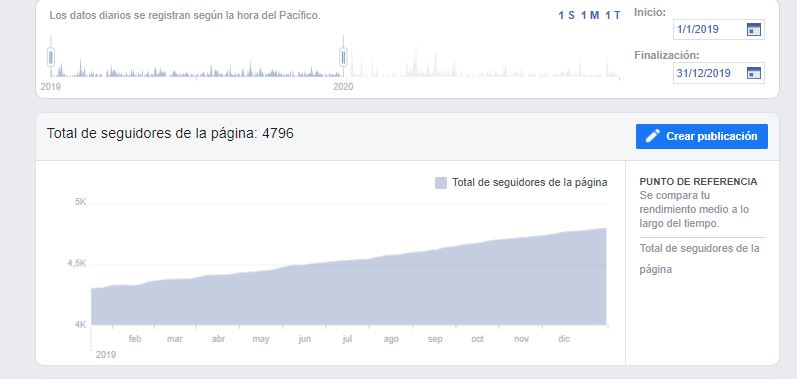 Los datos diarios se registran según la hora del Pacífico.
1 S 1 M 1 T
Inicio:
1/1/2019
Finalización:
31/12/2019
2019
2020
Total de seguidores de la página: 4796
Crear publicación
Total de seguidores de la página
5K
4,5K
4K
feb
mar
abr
may
jun
jul
ago
sep
oct
nov
dic
2019
PUNTO DE REFERENCIA
Se compara tu
rendimiento medio a lo
largo del tiempo.
Total de seguidores de la
página